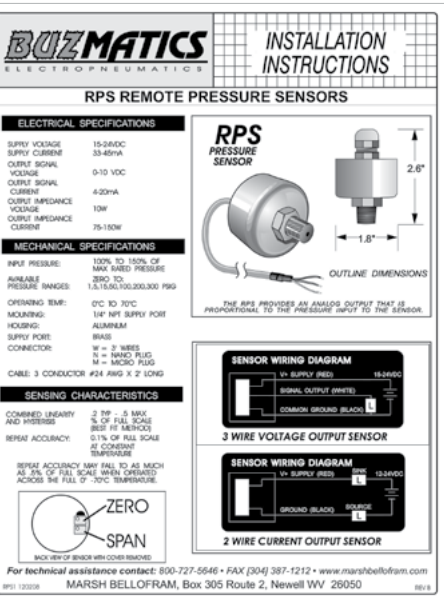 BUZMATICS
ELECTROPNEUMATICS
INSTALLATION
INSTRUCTIONS
RPS REMOTE PRESSURE SENSORS
ELECTRICAL SPECIFICATIONS
SUPPLY VOLTAGE 15-24VDC
SUPPLY CURRENT 33-45mA
OUTPUT SIGNAL
VOLTAGE 0-10 VDC
OUTPUT SIGNAL
CURRENT 4-20mA
OUTPUT IMPEDANCE
VOLTAGE 10W
OUTPUT IMPEDANCE
CURRENT 75-150W
MECHANICAL SPECIFICATIONS
INPUT PRESSURE: 100% TO 150% OF
MAX RATED PRESSURE
AVAILABLE ZERO TO:
PRESSURE RANGES: 1.5,15,50,100,200,300 PSIG
OPERATING TEMP: 0°C TO 70°C
MOUNTING: 1/4" NPT SUPPLY PORT
HOUSING: ALUMINUM
SUPPLY PORT: BRASS
CONNECTOR: W = 3' WIRES
N = NANO PLUG
M = MICRO PLUG
CABLE: 3 CONDUCTOR #24 AWG X 2' LONG
SENSING CHARACTERISTICS
COMBINED LINEARITY .2 TYP - .5 MAX
AND HYSTERISIS % OF FULL SCALE
(BEST FIT METHOD)
REPEAT ACCURACY: 0.1% OF FULL SCALE
AT CONSTANT
TEMPERATURE
REPEAT ACCURACY MAY FALL TO AS MUCH
AS .5% OF FULL SCALE WHEN OPERATED
ACROSS THE FULL 0° -70°C TEMPERATURE.
ZERO
SPAN
BACK VIEW OF SENSOR WITH COVER REMOVED
RPS
PRESSURE
SENSOR
2.6"
1.8"
OUTLINE DIMENSIONS
THE RPS PROVIDES AN ANALOG OUTPUT THAT IS
PROPORTIONAL TO THE PRESSURE INPUT TO THE SENSOR.
SENSOR WIRING DIAGRAM
V+ SUPPLY (RED) 15-24VDC
SIGNAL OUTPUT (WHITE)
COMMON GROUND (BLACK) L
3 WIRE VOLTAGE OUTPUT SENSOR
SENSOR WIRING DIAGRAM
V+ SUPPLY (RED) SINK 12-24VDC
L
GROUND (BLACK) SOURCE
L
2 WIRE CURRENT OUTPUT SENSOR
For technical assistance contact: 800-727-5646 • FAX [304] 387-1212 • www.marshbellofram.com
MARSH BELLOFRAM, Box 305 Route 2, Newell WV 26050
REV B